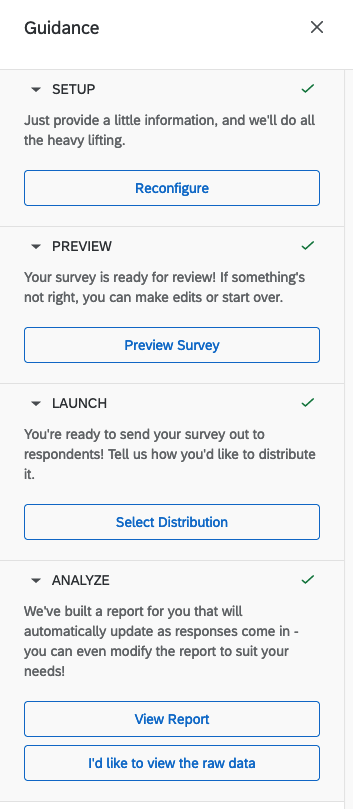 Guidance
SETUP
Just provide a little information, and we'll do all
the heavy lifting.
Reconfigure
PREVIEW
Your survey is ready for review! If something's
not right, you can make edits or start over.
Preview Survey
LAUNCH
You're ready to send your survey out to
respondents! Tell us how you'd like to distribute
it.
Select Distribution
ANALYZE
We've built a report for you that will
automatically update as responses come in -
you can even modify the report to suit your
needs!
View Report
I'd like to view the raw data